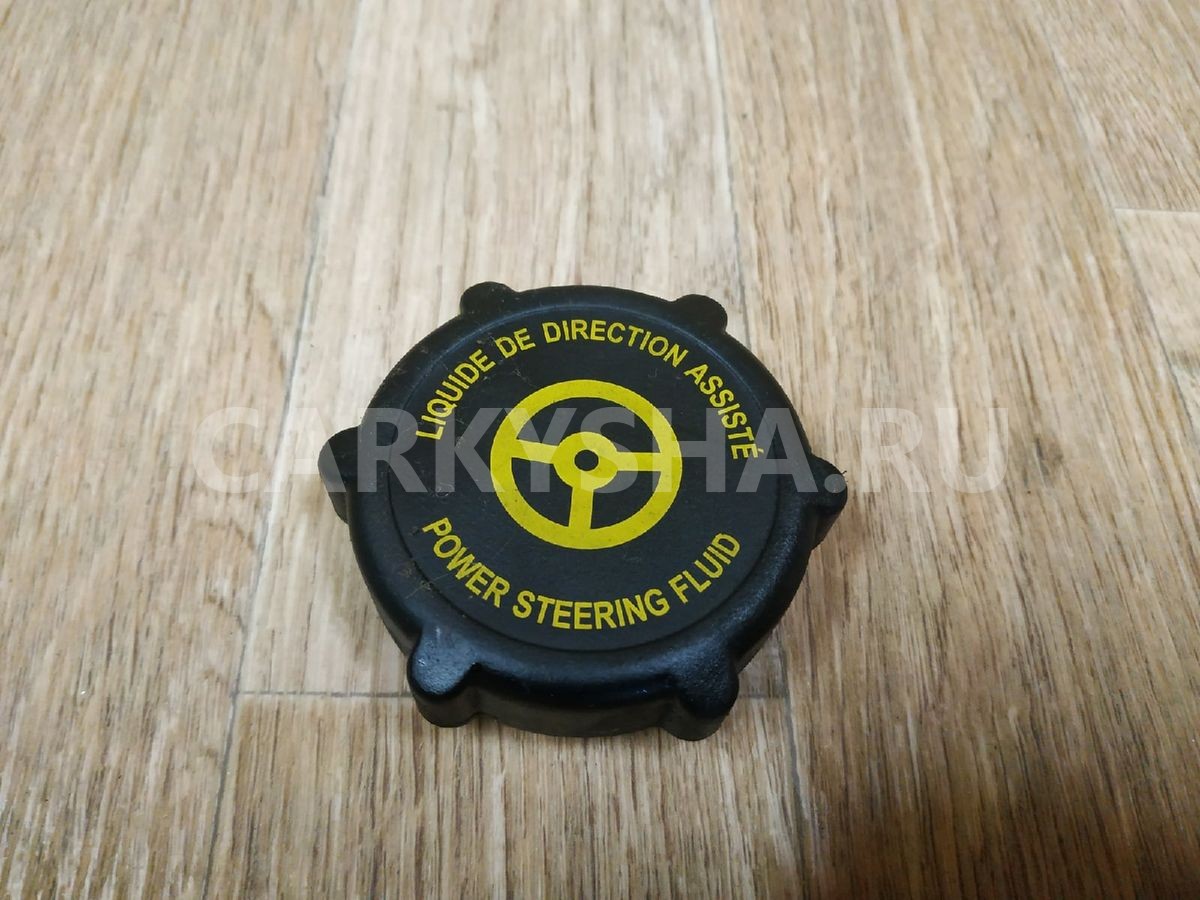 LIQUIDE DE DIRECTION ASSISTÉ
CARKYSHA.RU
POWER STEERING FLUID